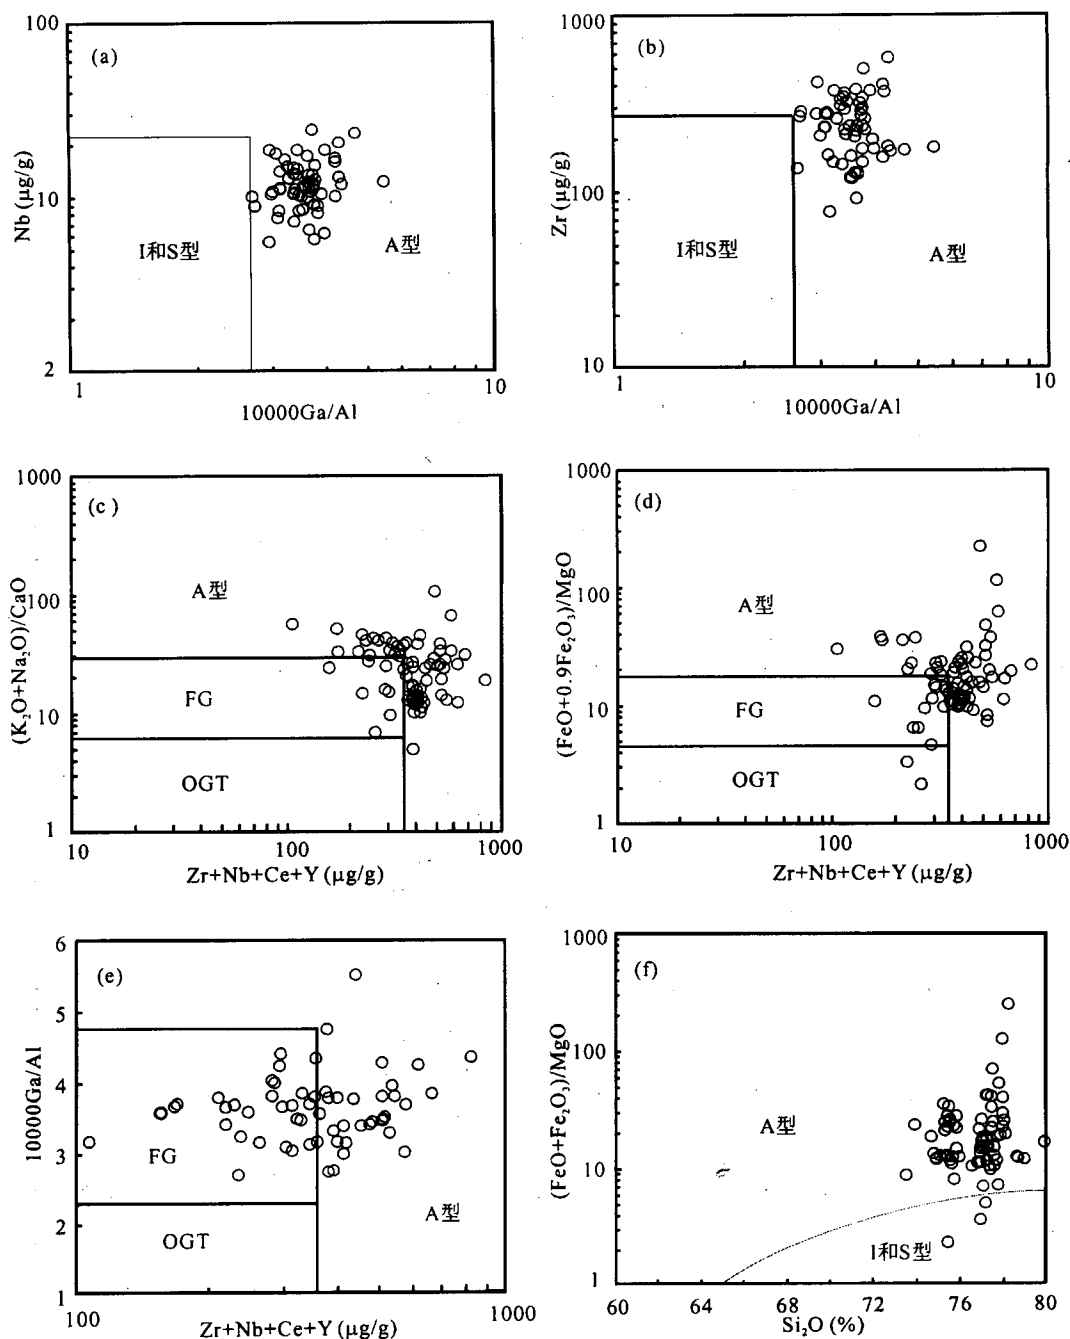 (a)
100
10
2
Nb (μg/g)
I和S型
A型
1
10
10000Ga/Al
(b)
1000
100
10
Zr (μg/g)
I和S型
A型
1
10
10000Ga/Al
(c)
1000
100
10
1
(K₂O+Na₂O)/CaO
A型
FG
OGT
10
100
1000
Zr+Nb+Ce+Y (μg/g)
(d)
1000
100
10
1
(FeO+0.9Fe₂O₃)/MgO
A型
FG
OGT
10
100
1000
Zr+Nb+Ce+Y (μg/g)
(e)
6
5
4
3
2
1
10000Ga/Al
FG
OGT
A型
100
1000
Zr+Nb+Ce+Y (μg/g)
(f)
1000
100
10
1
(FeO+Fe₂O₃)/MgO
A型
I和S型
60
64
68
72
76
80
Si₂O (%)